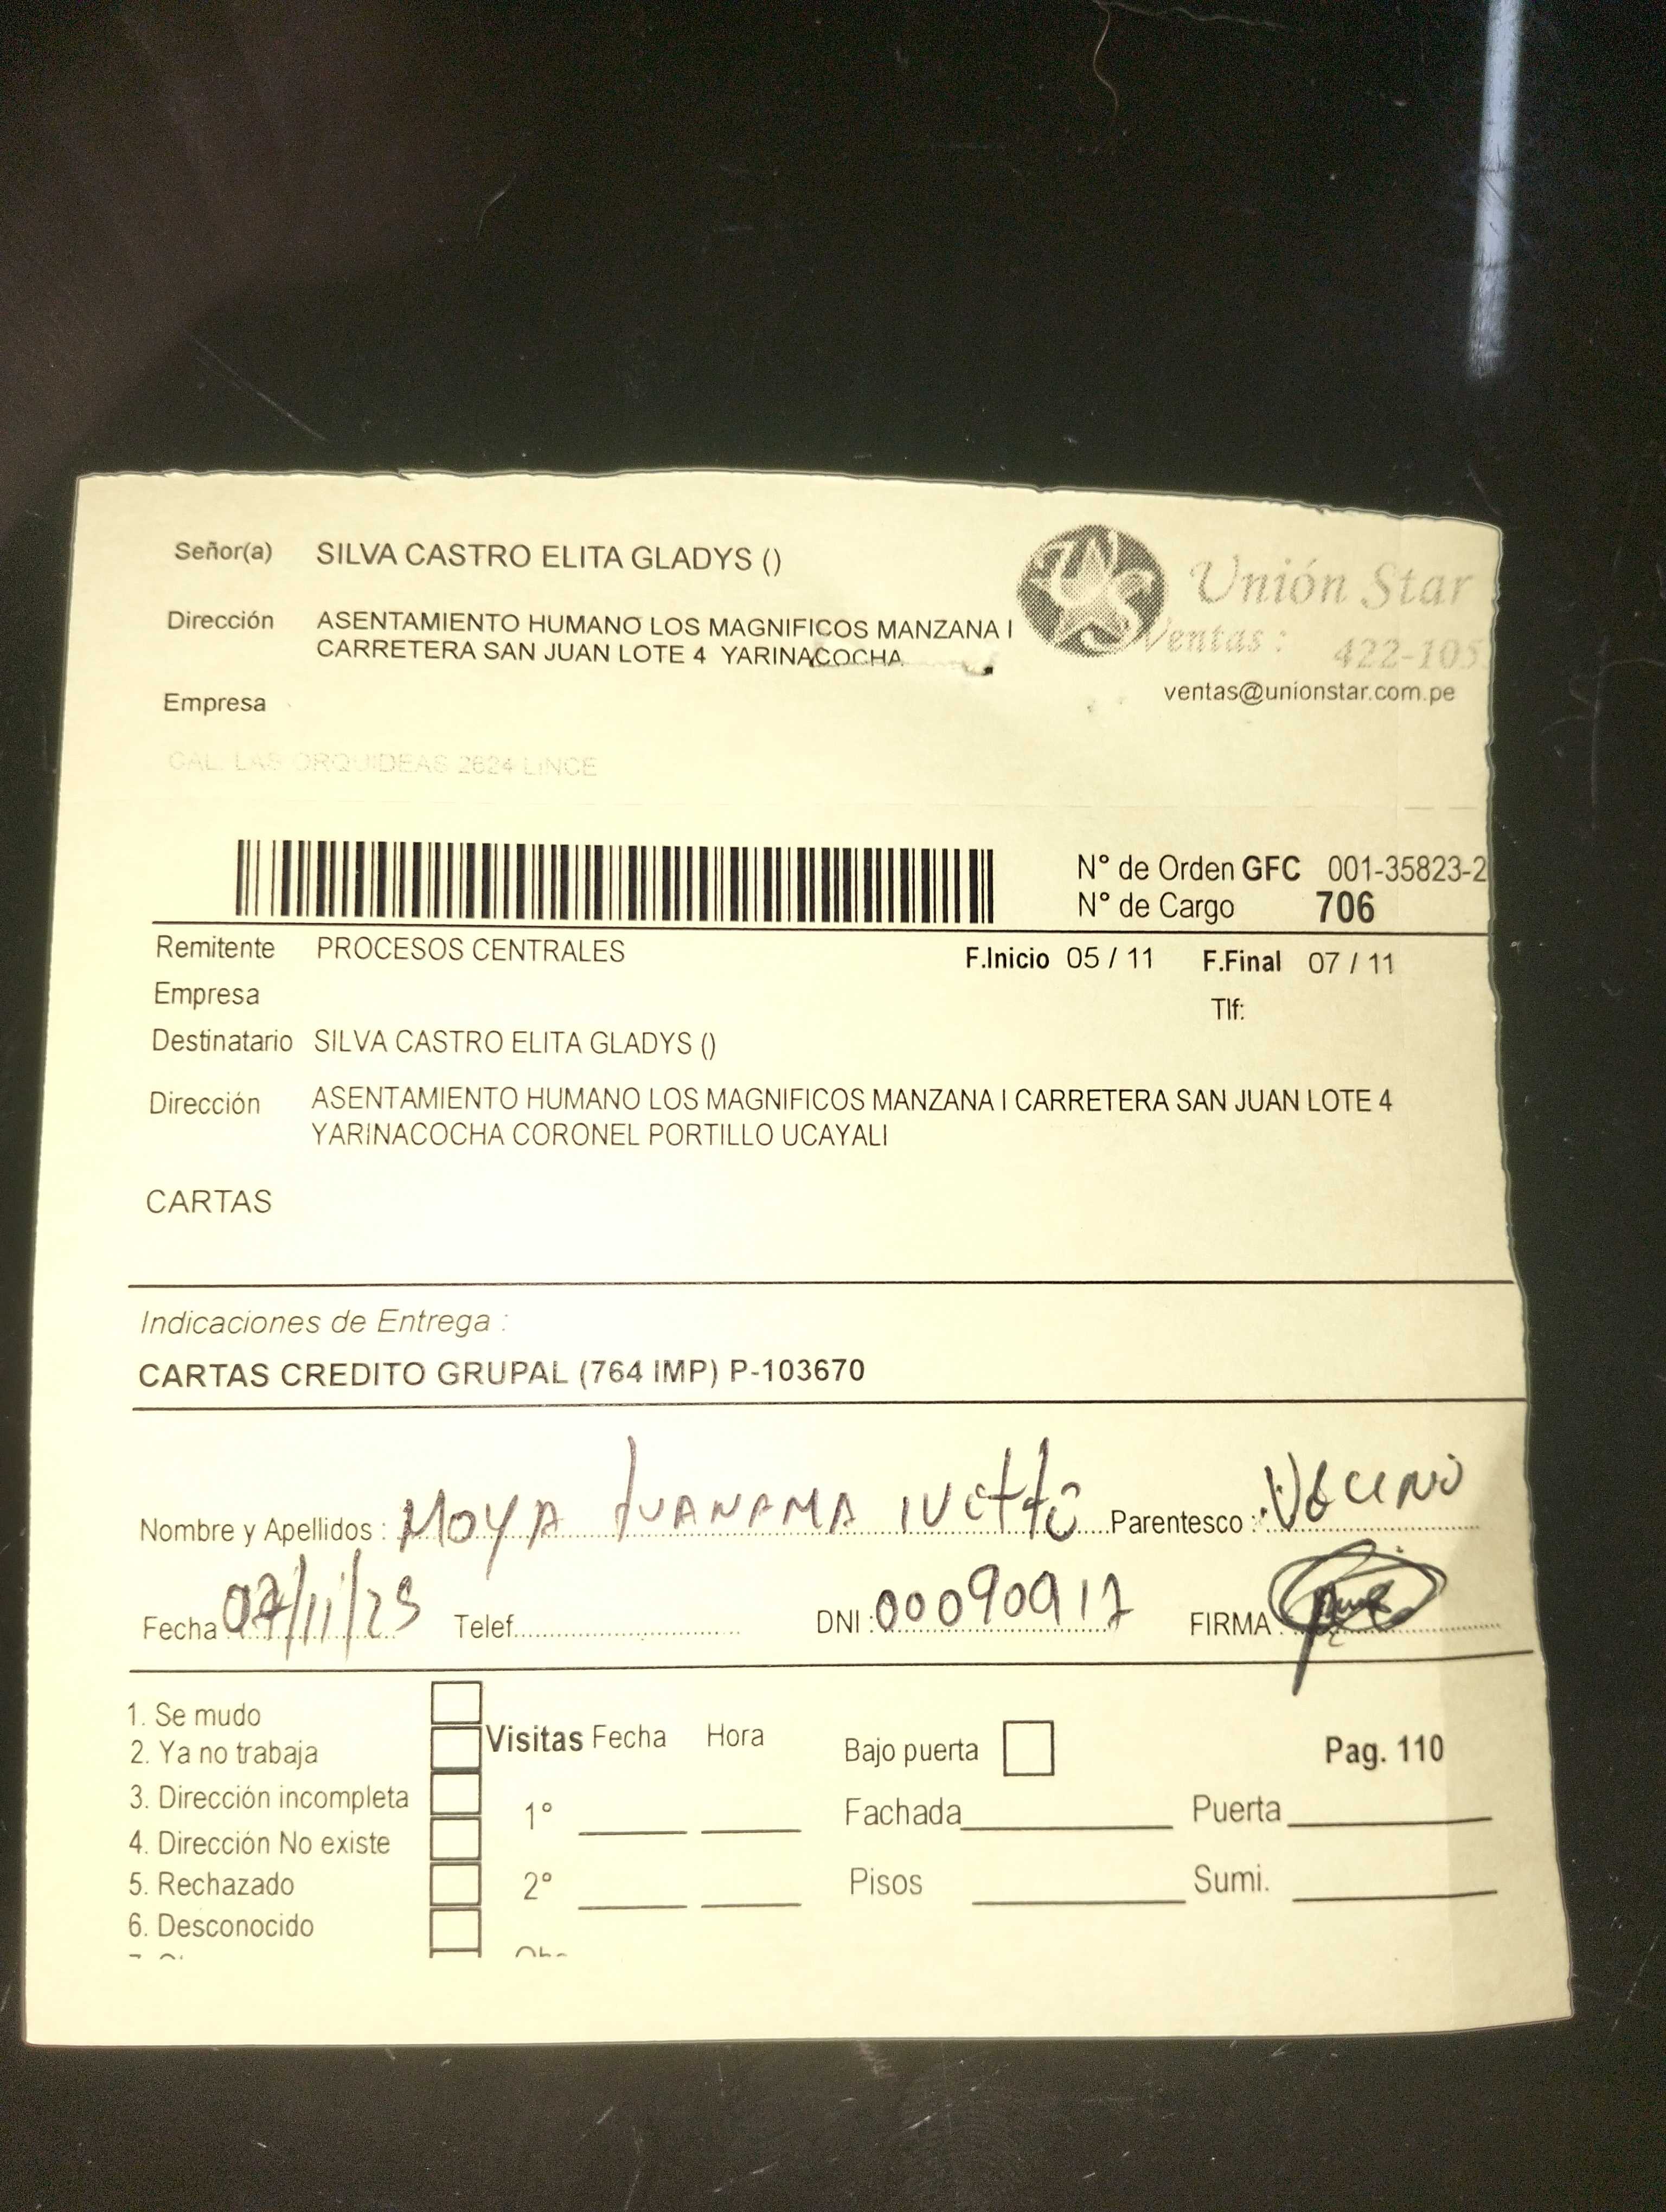 Señor(a) SILVA CASTRO ELITA GLADYS ()
Unión Star
Dirección ASENTAMIENTO HUMANO LOS MAGNIFICOS MANZANA I
CARRETERA SAN JUAN LOTE 4 YARINACOCHA
Ventas : 422-105
ventas@unionstar.com.pe
Empresa
CAL. LAS ORQUIDEAS 2624 LINCE
N° de Orden GFC 001-35823-2
N° de Cargo 706
Remitente PROCESOS CENTRALES F.Inicio 05 / 11 F.Final 07 / 11
Empresa Tlf:
Destinatario SILVA CASTRO ELITA GLADYS ()
Dirección ASENTAMIENTO HUMANO LOS MAGNIFICOS MANZANA I CARRETERA SAN JUAN LOTE 4
YARINACOCHA CORONEL PORTILLO UCAYALI
CARTAS
Indicaciones de Entrega :
CARTAS CREDITO GRUPAL (764 IMP) P-103670
Nombre y Apellidos : MOYA IVETTE Parentesco : VECINO
Fecha 07/11/25 Telef. DNI : 00090917 FIRMA :
1. Se mudo
2. Ya no trabaja Visitas Fecha Hora Bajo puerta Pag. 110
3. Dirección incompleta 1° Fachada Puerta
4. Dirección No existe
5. Rechazado 2° Pisos Sumi.
6. Desconocido